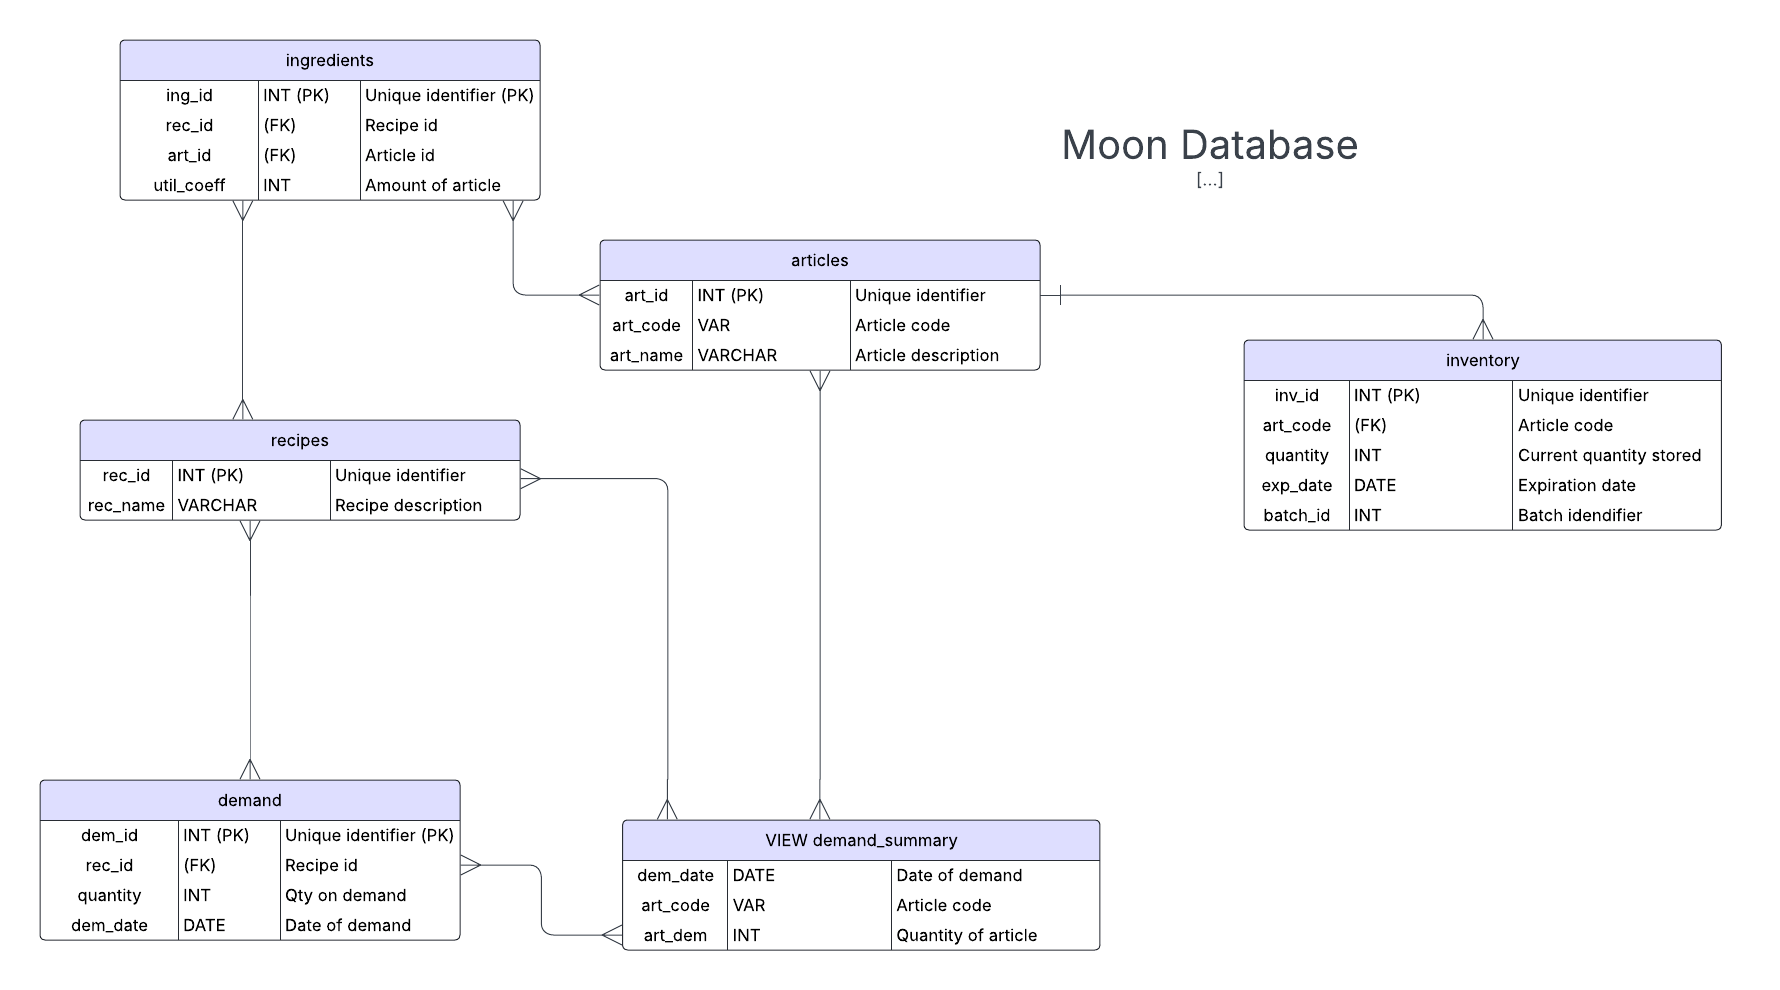 ingredients
ing_id INT (PK) Unique identifier (PK)
rec_id (FK) Recipe id
art_id (FK) Article id
util_coeff INT Amount of article
Moon Database
[...]
articles
art_id INT (PK) Unique identifier
art_code VAR Article code
art_name VARCHAR Article description
inventory
inv_id INT (PK) Unique identifier
art_code (FK) Article code
quantity INT Current quantity stored
exp_date DATE Expiration date
batch_id INT Batch idendifier
recipes
rec_id INT (PK) Unique identifier
rec_name VARCHAR Recipe description
demand
dem_id INT (PK) Unique identifier (PK)
rec_id (FK) Recipe id
quantity INT Qty on demand
dem_date DATE Date of demand
VIEW demand_summary
dem_date DATE Date of demand
art_code VAR Article code
art_dem INT Quantity of article